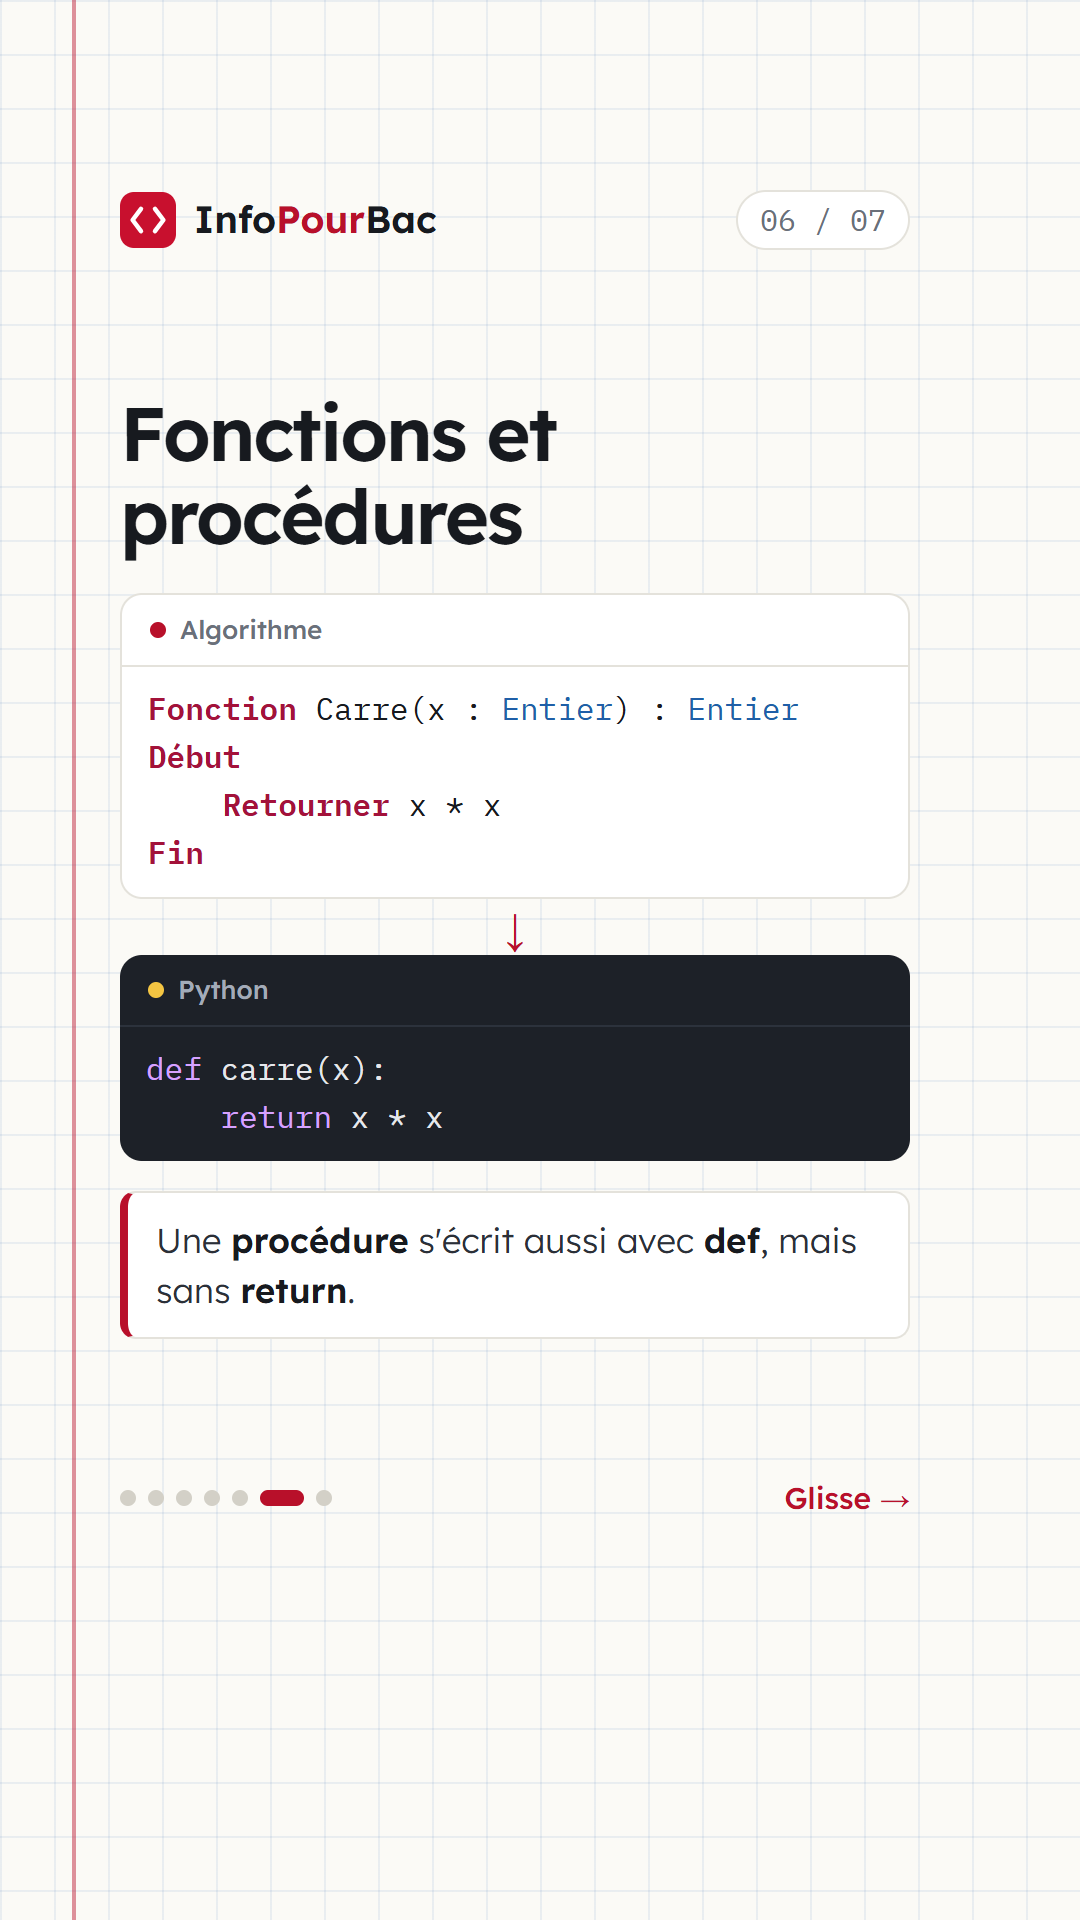 InfoPourBac
06 / 07
Fonctions et
procédures
Algorithme
Fonction Carre(x : Entier) : Entier
Début
    Retourner x * x
Fin
↓
Python
def carre(x):
    return x * x
Une procédure s'écrit aussi avec def, mais
sans return.
Glisse →